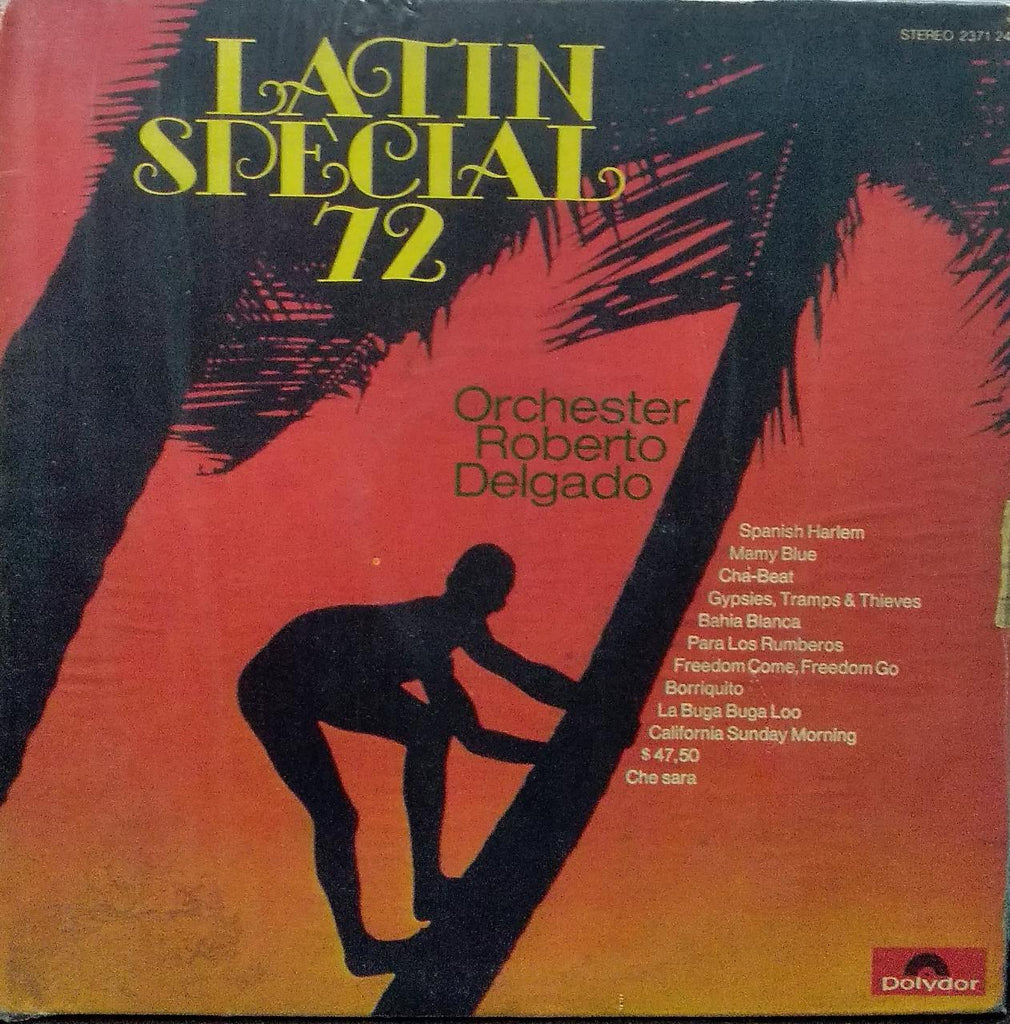 STEREO 2371 24
LATIN
SPECIAL
72
Orchester
Roberto
Delgado
Spanish Harlem
Mamy Blue
Cha-Beat
Gypsies, Tramps & Thieves
Bahia Blanca
Para Los Rumberos
Freedom Come, Freedom Go
Borriquito
La Buga Buga Loo
California Sunday Morning
$ 47,50
Che sara
Polydor